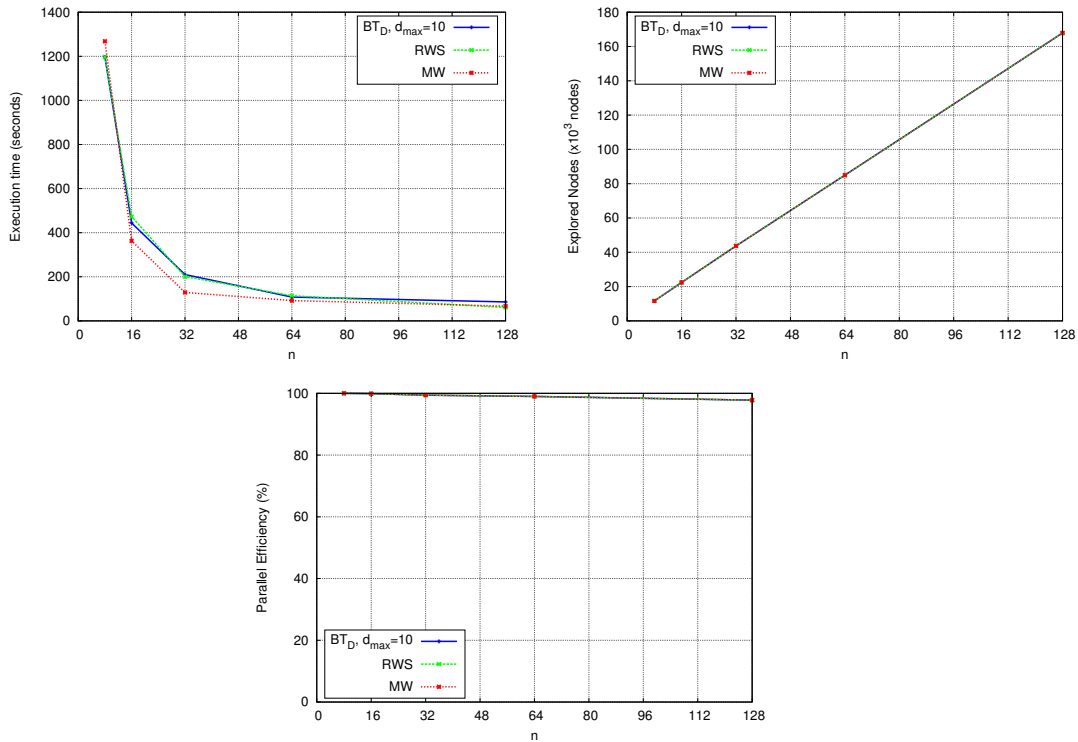 1400
1200
1000
800
600
400
200
0
Execution time (seconds)
BT_D, d_max=10
RWS
MW
0 16 32 48 64 80 96 112 128
n
180
160
140
120
100
80
60
40
20
0
Explored Nodes (x10^3 nodes)
BT_D, d_max=10
RWS
MW
0 16 32 48 64 80 96 112 128
n
100
80
60
40
20
0
Parallel Efficiency (%)
BT_D, d_max=10
RWS
MW
0 16 32 48 64 80 96 112 128
n